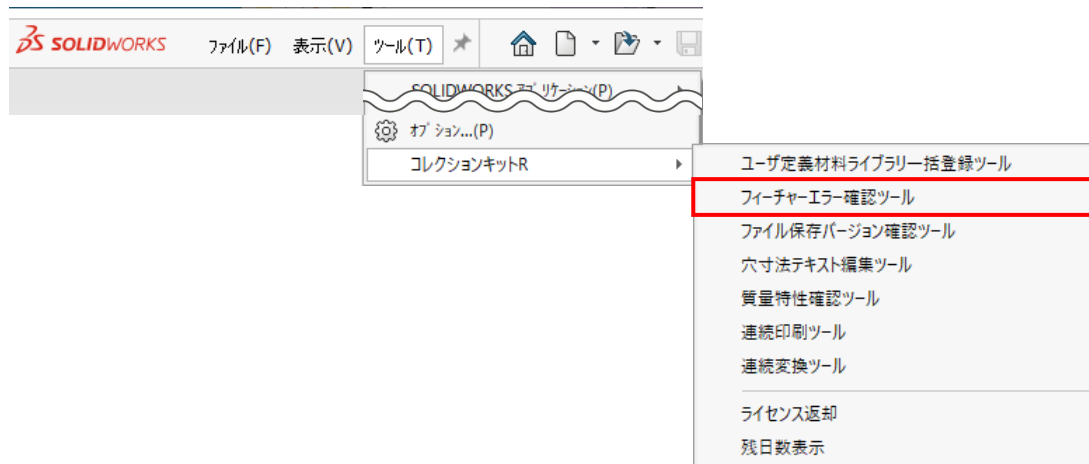 SOLIDWORKS ファイル(F) 表示(V) ツール(T)
SOLIDWORKS アプリケーション(P)
オプション...(P)
コレクションキットR
ユーザ定義材料ライブラリ一括登録ツール
フィーチャーエラー確認ツール
ファイル保存バージョン確認ツール
穴寸法テキスト編集ツール
質量特性確認ツール
連続印刷ツール
連続変換ツール
ライセンス返却
残日数表示